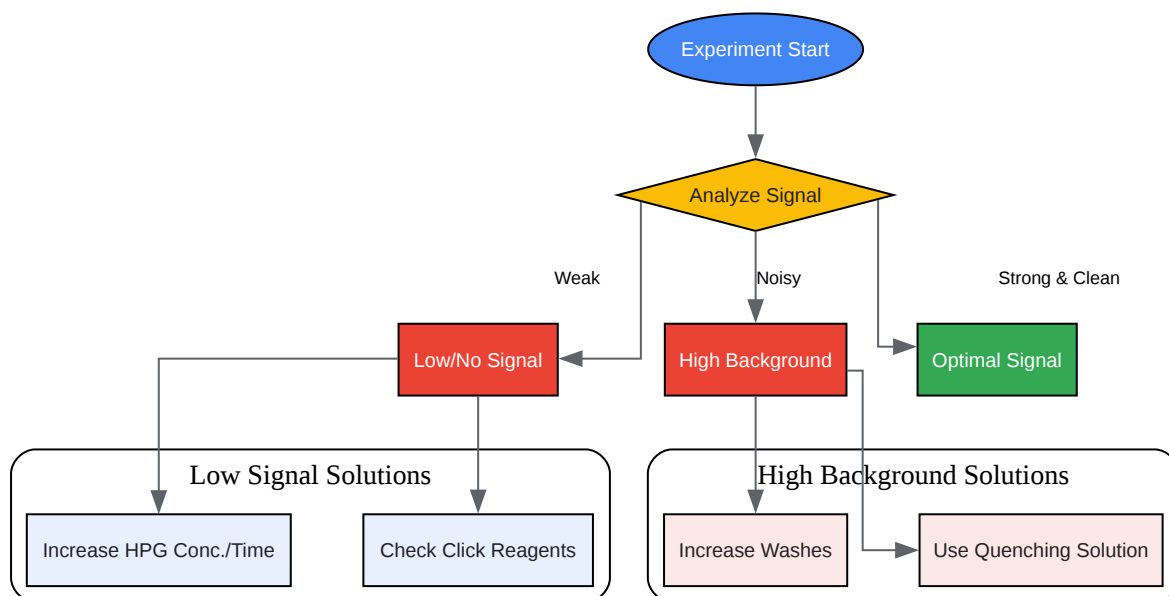 Experiment Start
Analyze Signal
Weak
Noisy
Strong & Clean
Low/No Signal
High Background
Optimal Signal
Low Signal Solutions
High Background Solutions
Increase HPG Conc./Time
Check Click Reagents
Increase Washes
Use Quenching Solution